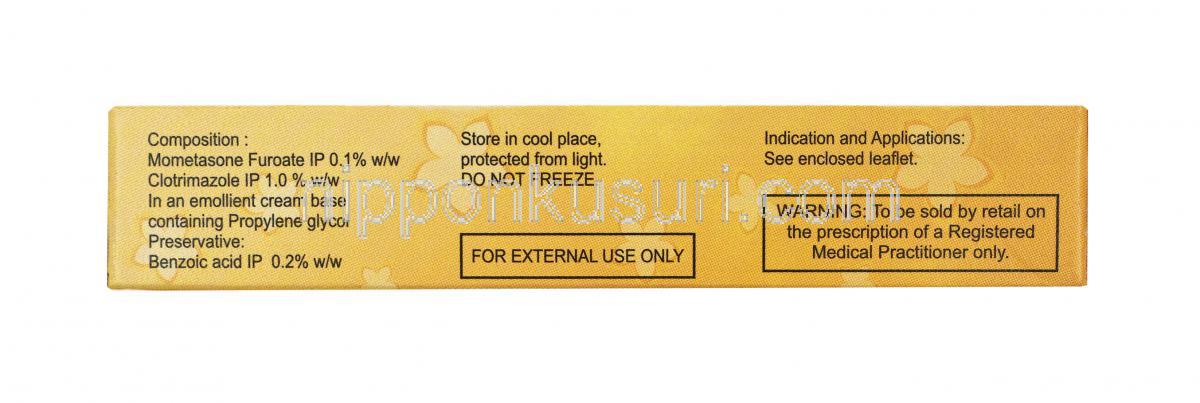 Composition :
Mometasone Furoate IP 0.1% w/w
Clotrimazole IP 1.0 % w/w
In an emollient cream base
containing Propylene glycol
Preservative:
Benzoic acid IP 0.2% w/w
Store in cool place,
protected from light.
DO NOT FREEZE.
FOR EXTERNAL USE ONLY
Indication and Applications:
See enclosed leaflet.
WARNING: To be sold by retail on
the prescription of a Registered
Medical Practitioner only.
nipponkusuri.com